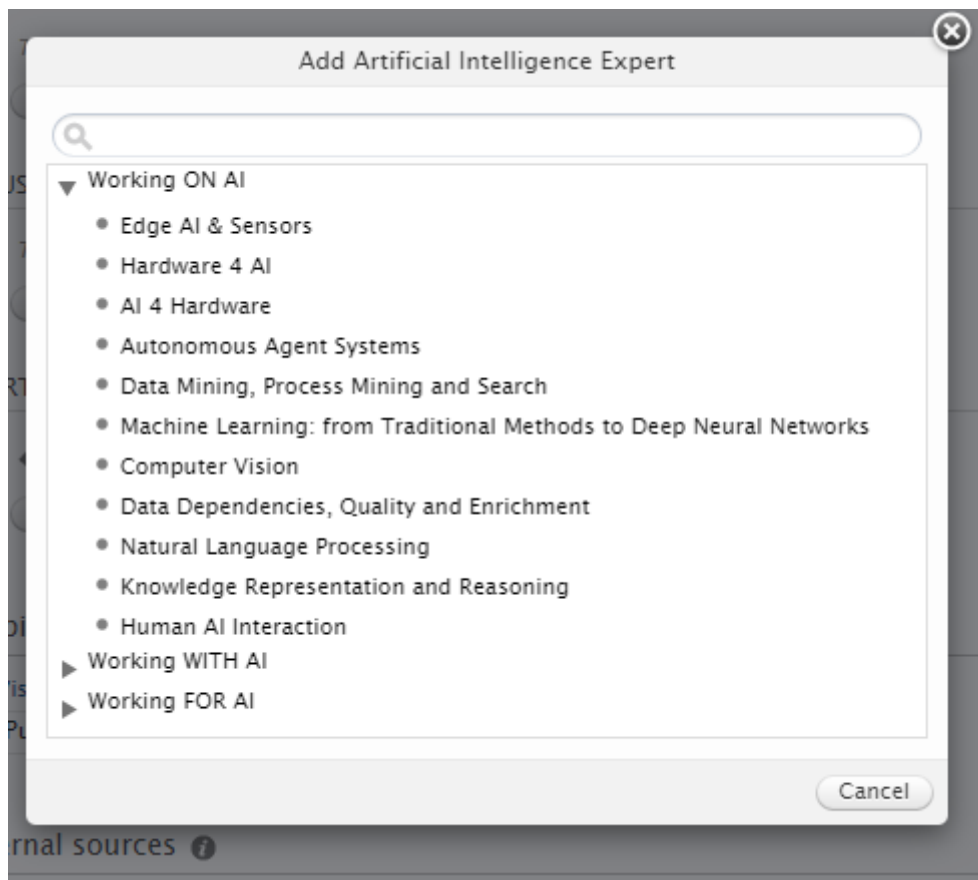 Add Artificial Intelligence Expert
Working ON AI
Edge AI & Sensors
Hardware 4 AI
AI 4 Hardware
Autonomous Agent Systems
Data Mining, Process Mining and Search
Machine Learning: from Traditional Methods to Deep Neural Networks
Computer Vision
Data Dependencies, Quality and Enrichment
Natural Language Processing
Knowledge Representation and Reasoning
Human AI Interaction
Working WITH AI
Working FOR AI
Cancel
sources